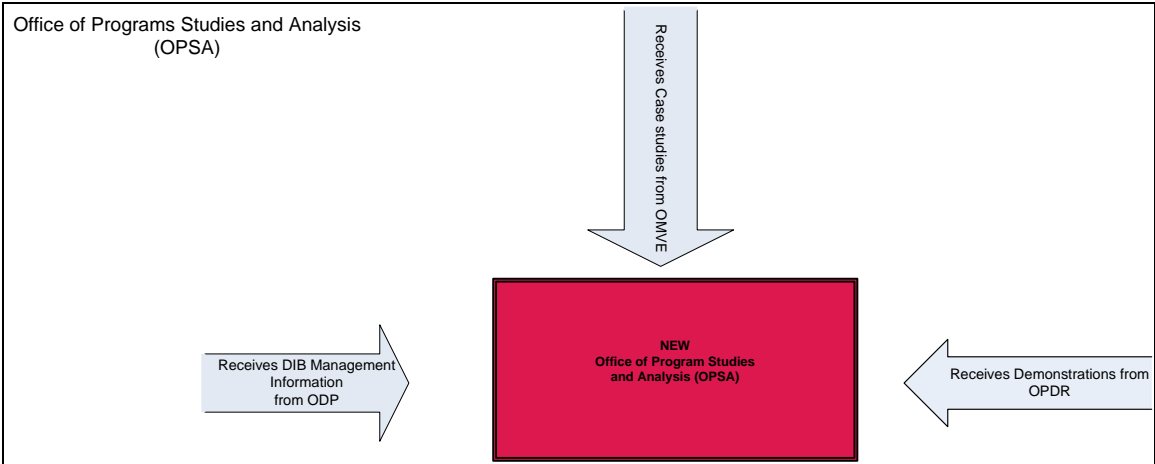 Office of Programs Studies and Analysis
(OPSA)
Receives Case studies from OMVE
NEW
Office of Program Studies
and Analysis (OPSA)
Receives DIB Management
Information
from ODP
Receives Demonstrations from
OPDR